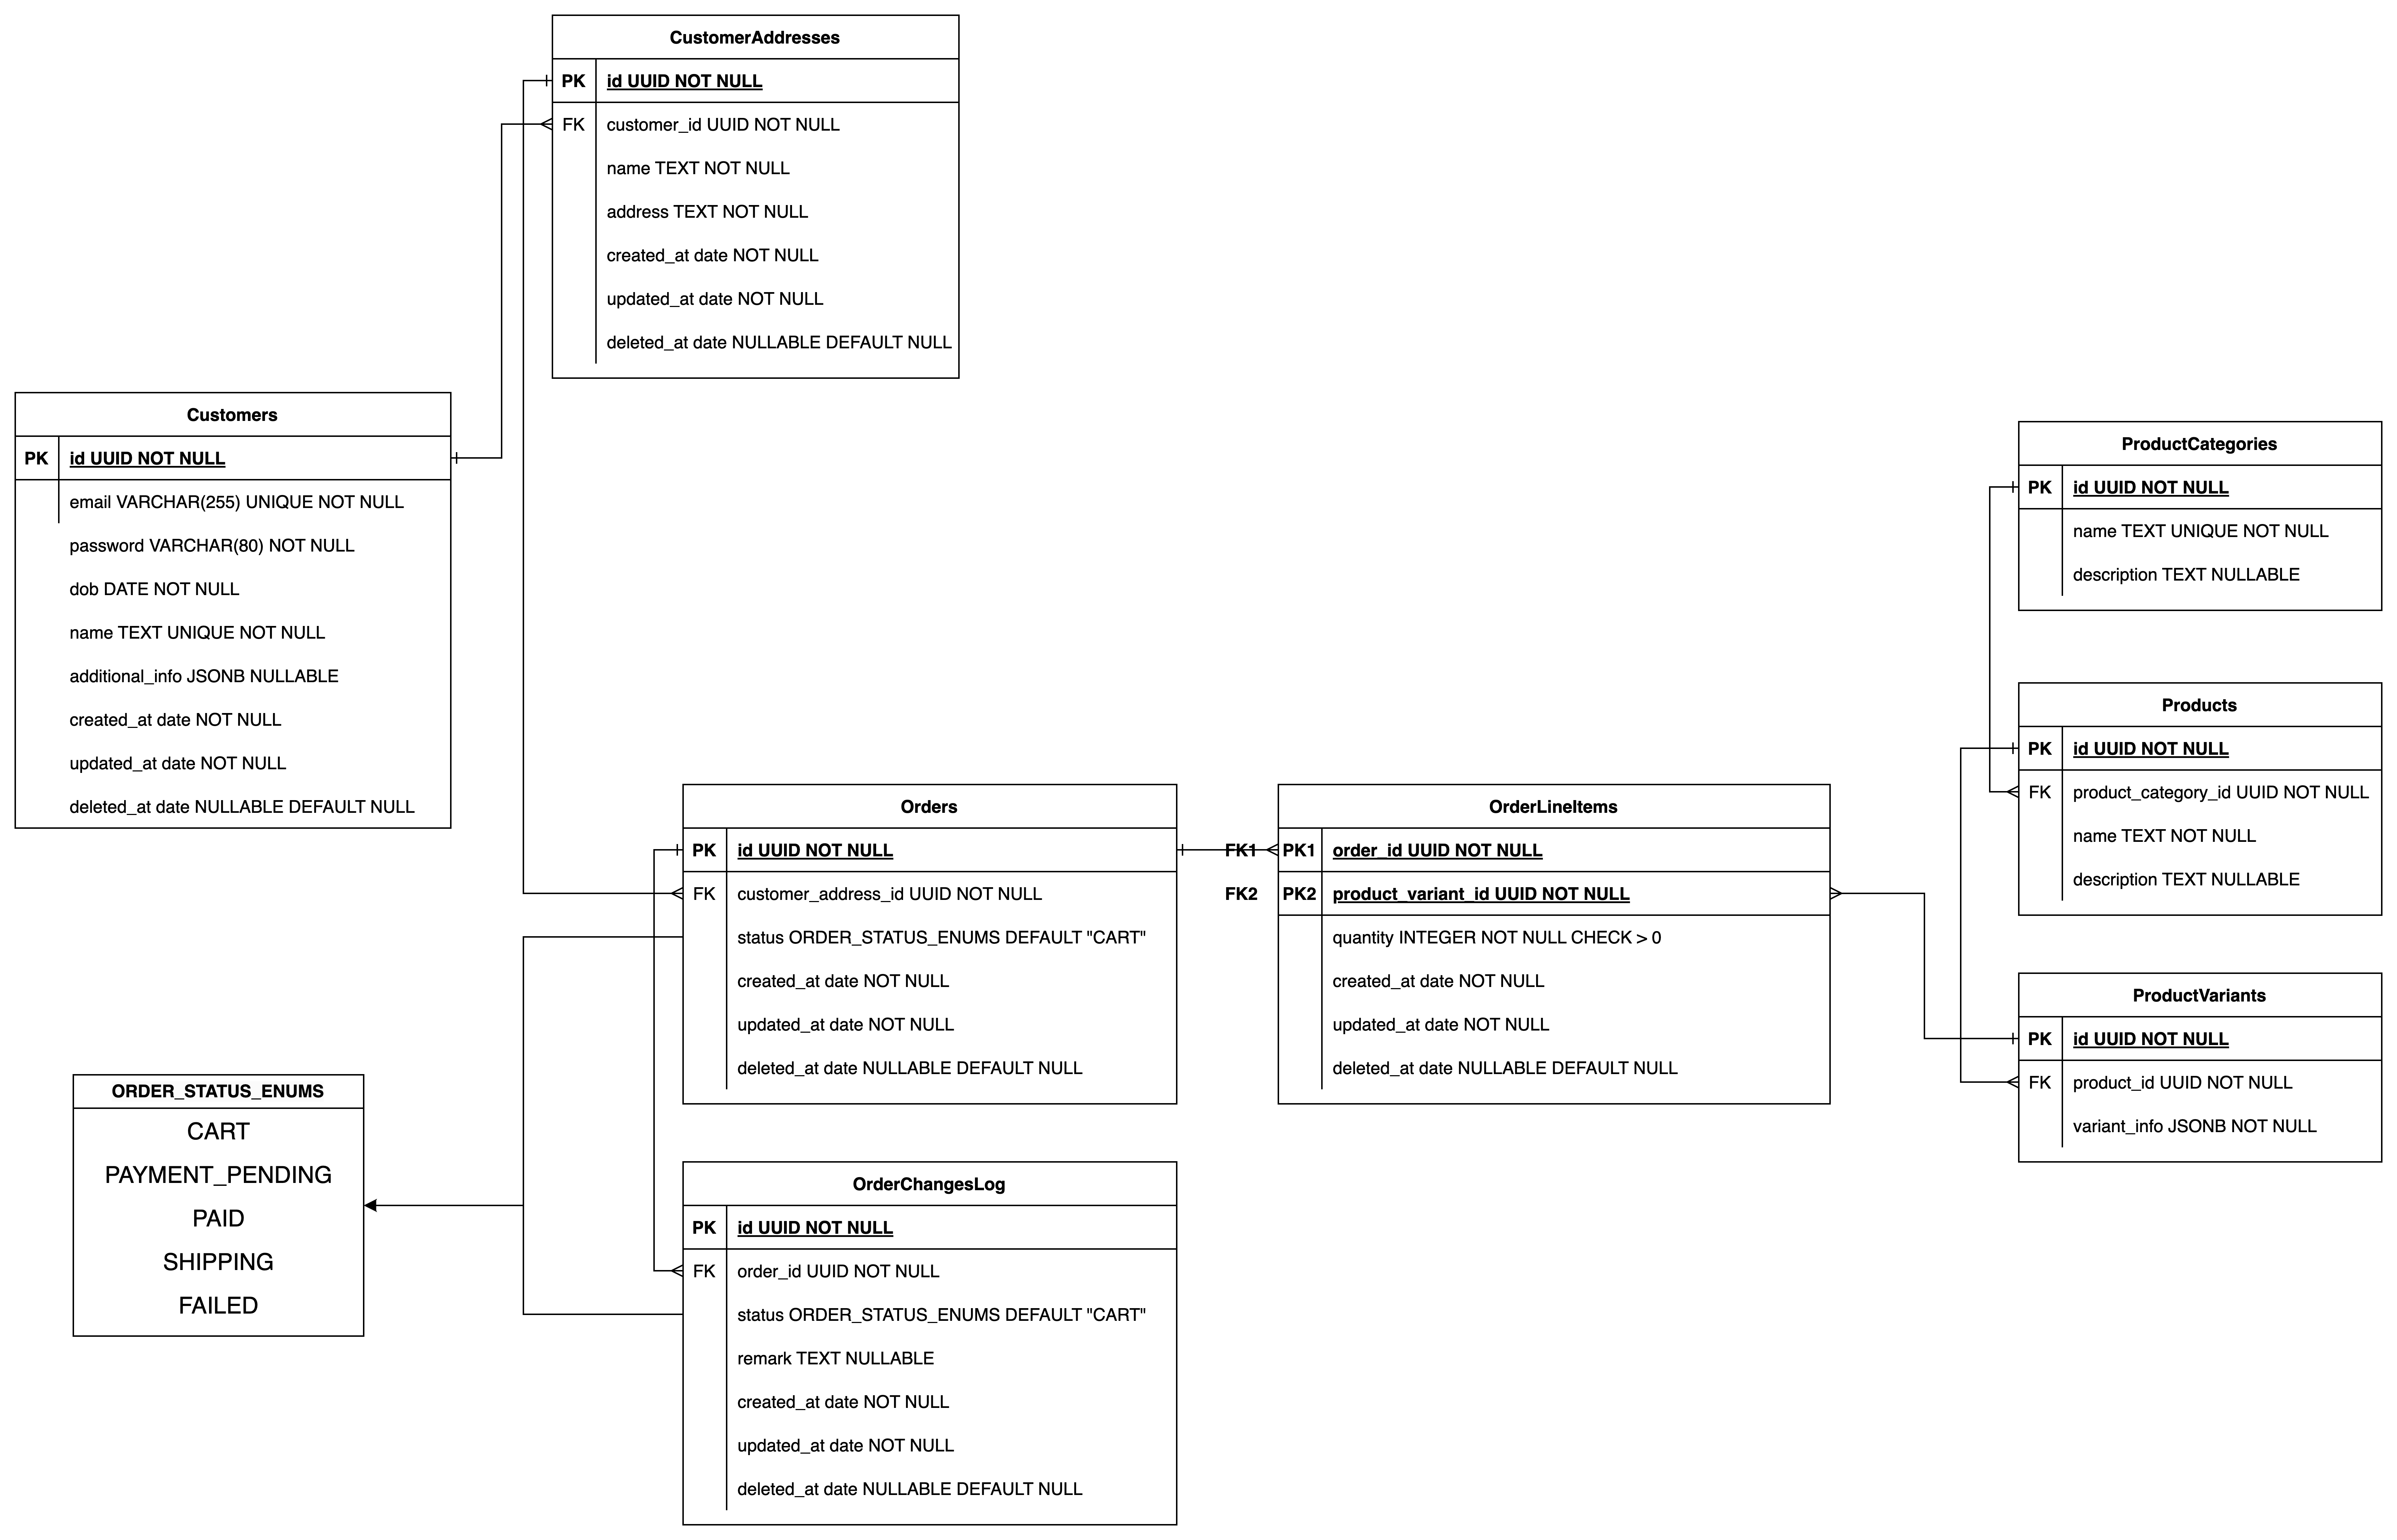 CustomerAddresses
PK id UUID NOT NULL
FK customer_id UUID NOT NULL
name TEXT NOT NULL
address TEXT NOT NULL
created_at date NOT NULL
updated_at date NOT NULL
deleted_at date NULLABLE DEFAULT NULL
Customers
PK id UUID NOT NULL
email VARCHAR(255) UNIQUE NOT NULL
password VARCHAR(80) NOT NULL
dob DATE NOT NULL
name TEXT UNIQUE NOT NULL
additional_info JSONB NULLABLE
created_at date NOT NULL
updated_at date NOT NULL
deleted_at date NULLABLE DEFAULT NULL
ProductCategories
PK id UUID NOT NULL
name TEXT UNIQUE NOT NULL
description TEXT NULLABLE
Products
PK id UUID NOT NULL
FK product_category_id UUID NOT NULL
name TEXT NOT NULL
description TEXT NULLABLE
Orders
PK id UUID NOT NULL
FK customer_address_id UUID NOT NULL
status ORDER_STATUS_ENUMS DEFAULT "CART"
created_at date NOT NULL
updated_at date NOT NULL
deleted_at date NULLABLE DEFAULT NULL
OrderLineItems
FK1 PK1 order_id UUID NOT NULL
FK2 PK2 product_variant_id UUID NOT NULL
quantity INTEGER NOT NULL CHECK > 0
created_at date NOT NULL
updated_at date NOT NULL
deleted_at date NULLABLE DEFAULT NULL
ProductVariants
PK id UUID NOT NULL
FK product_id UUID NOT NULL
variant_info JSONB NOT NULL
ORDER_STATUS_ENUMS
CART
PAYMENT_PENDING
PAID
SHIPPING
FAILED
OrderChangesLog
PK id UUID NOT NULL
FK order_id UUID NOT NULL
status ORDER_STATUS_ENUMS DEFAULT "CART"
remark TEXT NULLABLE
created_at date NOT NULL
updated_at date NOT NULL
deleted_at date NULLABLE DEFAULT NULL